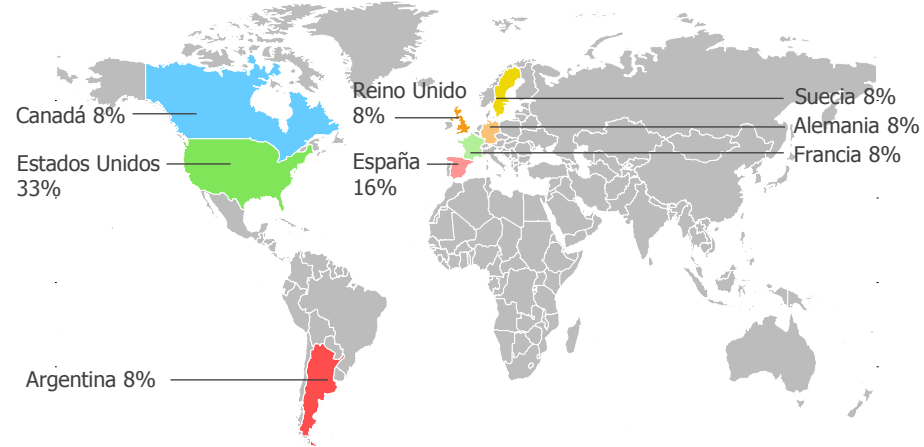 Canadá 8%
Estados Unidos
33%
Argentina 8%
Reino Unido
8%
España
16%
Suecia 8%
Alemania 8%
Francia 8%